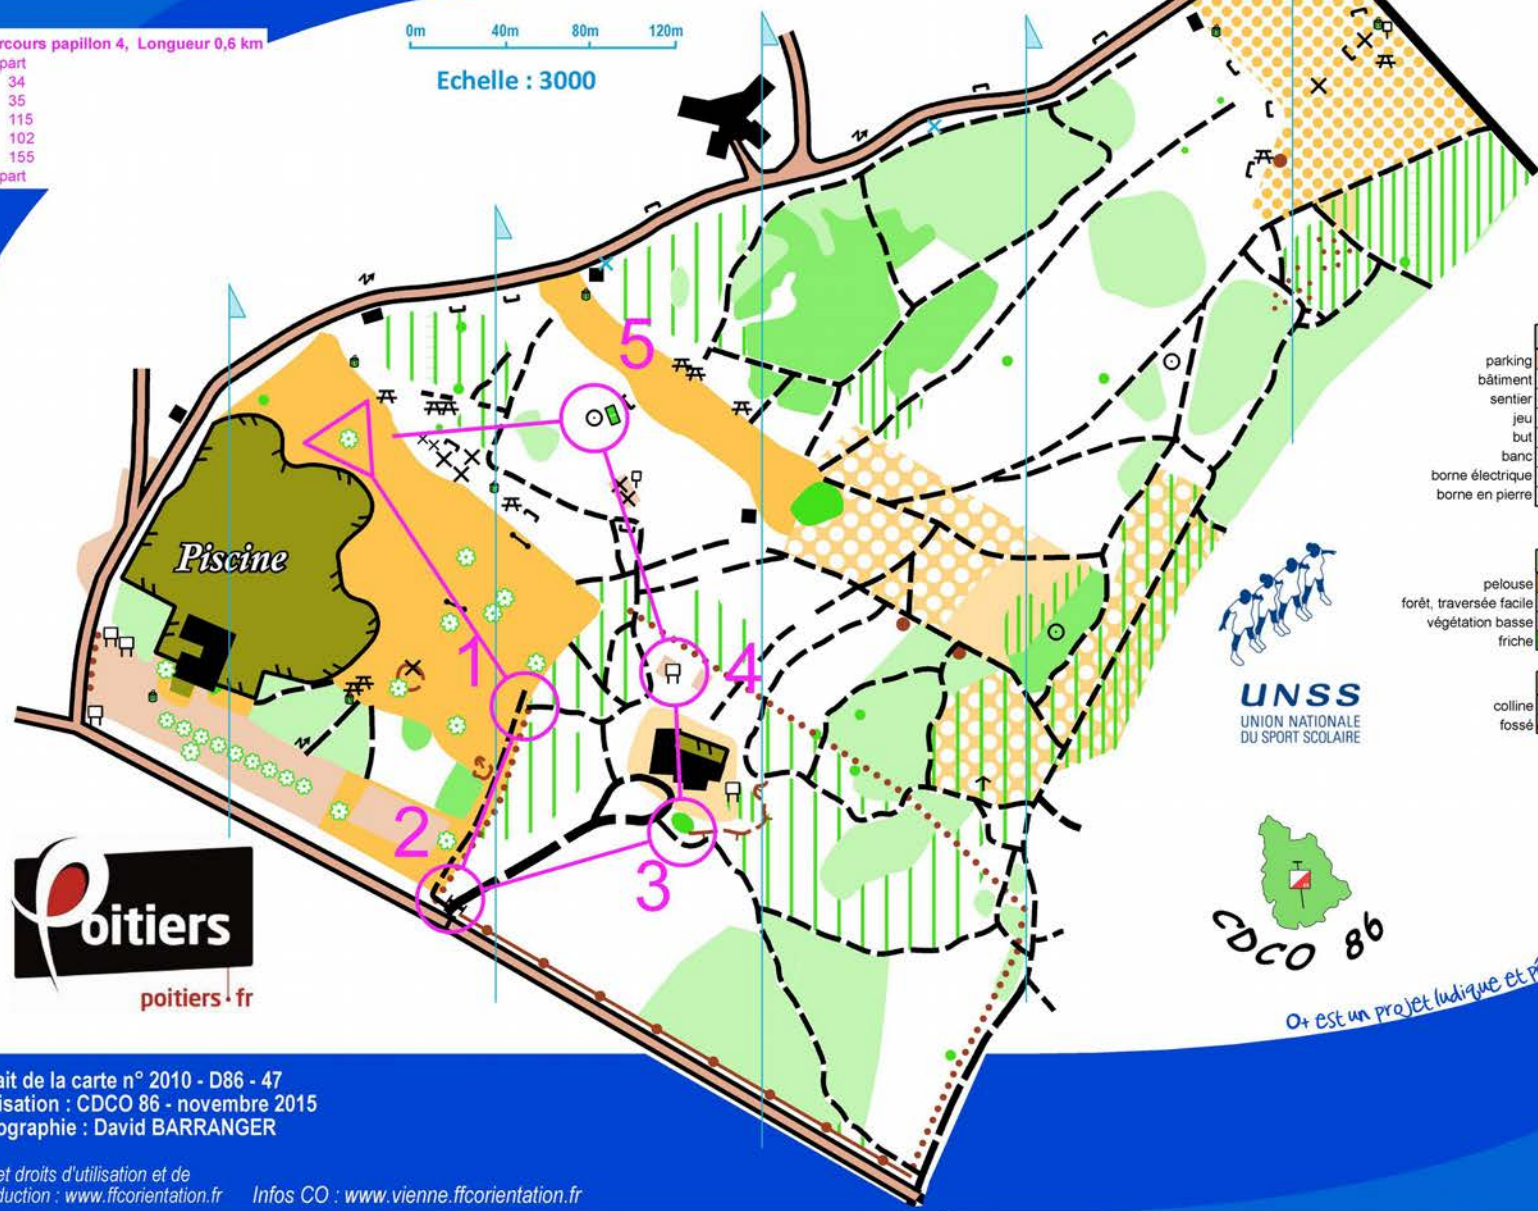 rcours papillon 4, Longueur 0,6 km
part
34
35
115
102
155
part
0m 40m 80m 120m
Echelle : 3000
5
Piscine
1
4
2
3
parking
bâtiment
sentier
jeu
but
banc
borne électrique
borne en pierre
pelouse
forêt, traversée facile
végétation basse
friche
colline
fossé
UNSS
UNION NATIONALE
DU SPORT SCOLAIRE
CDCO 86
Poitiers
poitiers.fr
O+ est un projet ludique et p
ait de la carte n° 2010 - D86 - 47
isation : CDCO 86 - novembre 2015
ographie : David BARRANGER
et droits d'utilisation et de
duction : www.ffcorientation.fr Infos CO : www.vienne.ffcorientation.fr